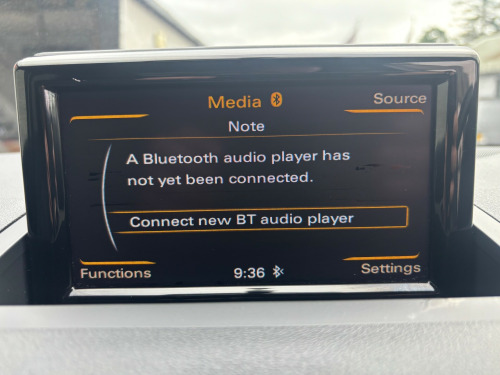 Media
Source
Note
A Bluetooth audio player has
not yet been connected.
Connect new BT audio player
Functions
9:36
Settings